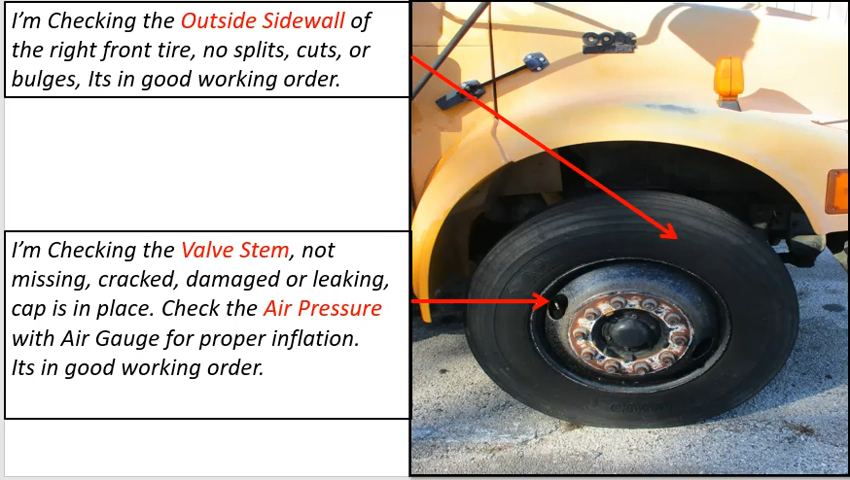 I'm Checking the Outside Sidewall of
the right front tire, no splits, cuts, or
bulges, Its in good working order.
I'm Checking the Valve Stem, not
missing, cracked, damaged or leaking,
cap is in place. Check the Air Pressure
with Air Gauge for proper inflation.
Its in good working order.